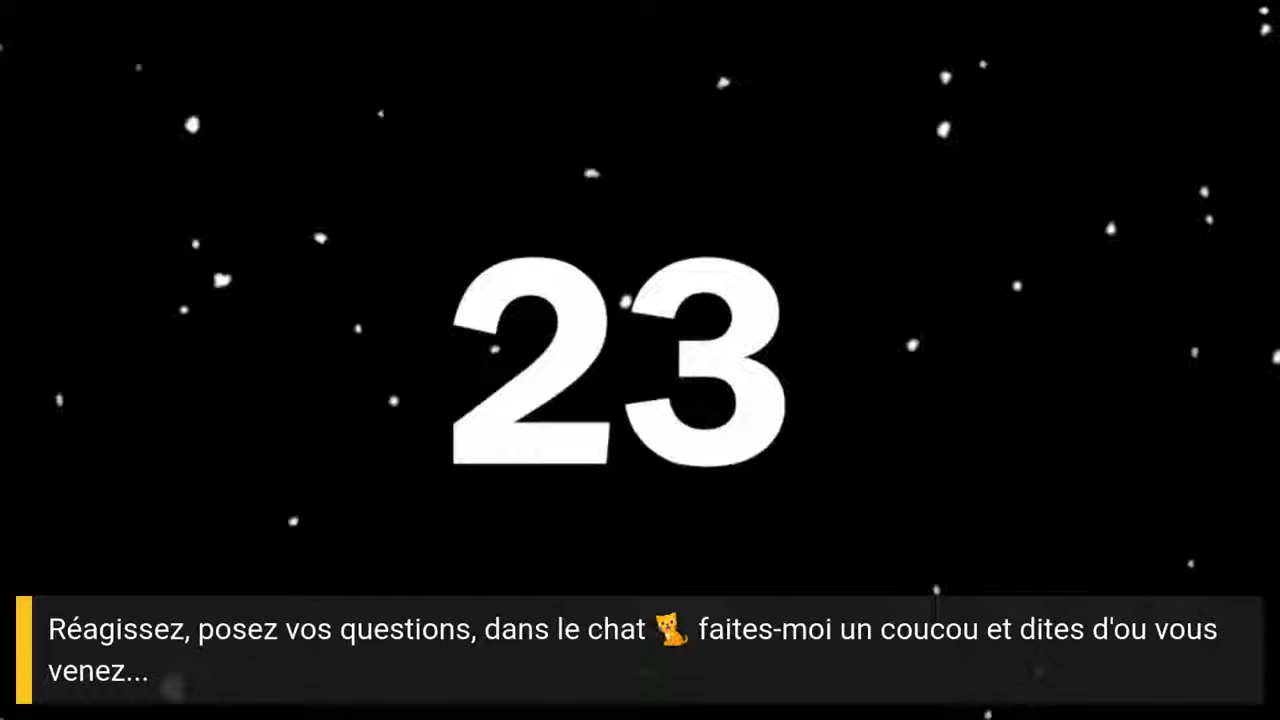 23
Réagissez, posez vos questions, dans le chat 🐈 faites-moi un coucou et dites d'ou vous
venez...